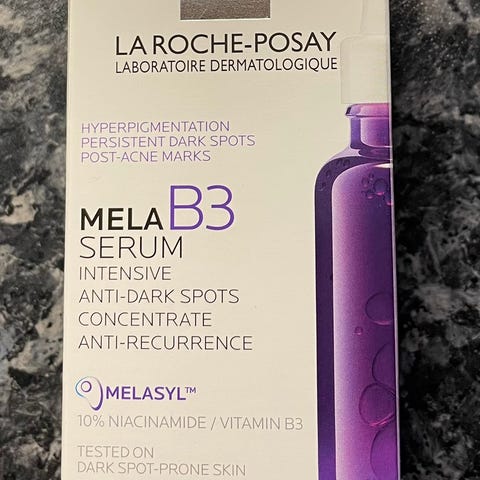 LA ROCHE-POSAY
LABORATOIRE DERMATOLOGIQUE
HYPERPIGMENTATION
PERSISTENT DARK SPOTS
POST-ACNE MARKS
MELA B3
SERUM
INTENSIVE
ANTI-DARK SPOTS
CONCENTRATE
ANTI-RECURRENCE
MELASYL™
10% NIACINAMIDE / VITAMIN B3
TESTED ON
DARK SPOT-PRONE SKIN